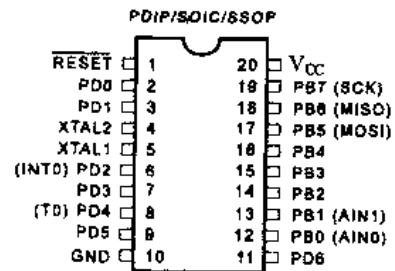 PDIP/SOIC/SSOP
RESET 1 20 VCC
PD0 2 19 PB7 (SCK)
PD1 3 18 PB6 (MISO)
XTAL2 4 17 PB5 (MOSI)
XTAL1 5 16 PB4
(INT0) PD2 6 15 PB3
PD3 7 14 PB2
(T0) PD4 8 13 PB1 (AIN1)
PD5 9 12 PB0 (AIN0)
GND 10 11 PD6